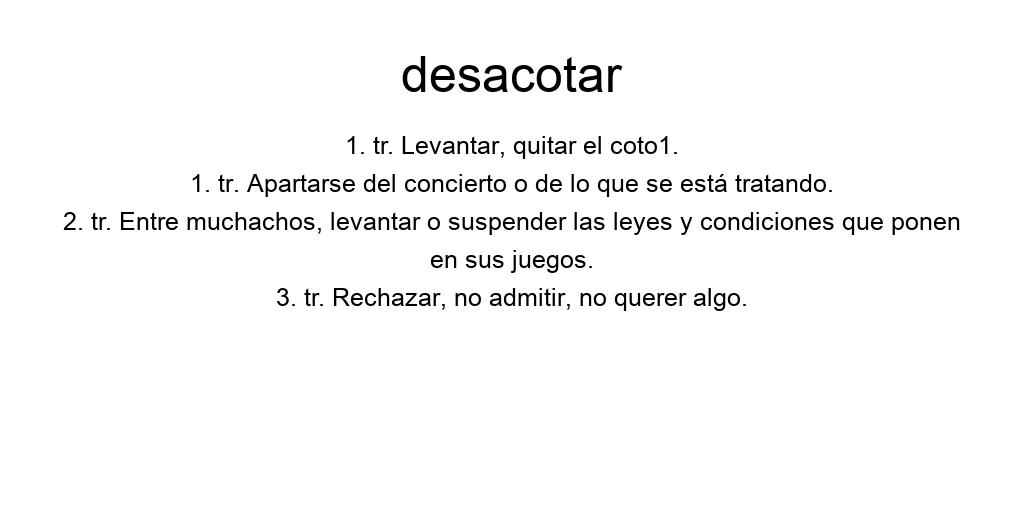 desacotar
1. tr. Levantar, quitar el coto1.
1. tr. Apartarse del concierto o de lo que se está tratando.
2. tr. Entre muchachos, levantar o suspender las leyes y condiciones que ponen
en sus juegos.
3. tr. Rechazar, no admitir, no querer algo.